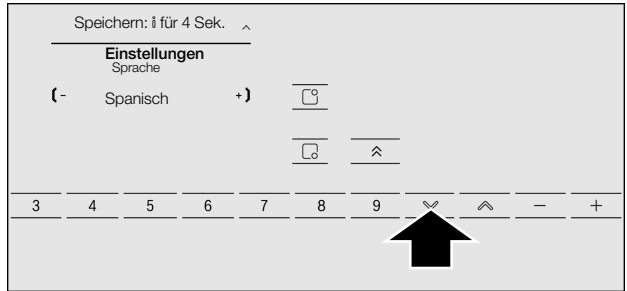 Speichern: i für 4 Sek.
Einstellungen
Sprache
(- Spanisch +)
3 4 5 6 7 8 9 − +